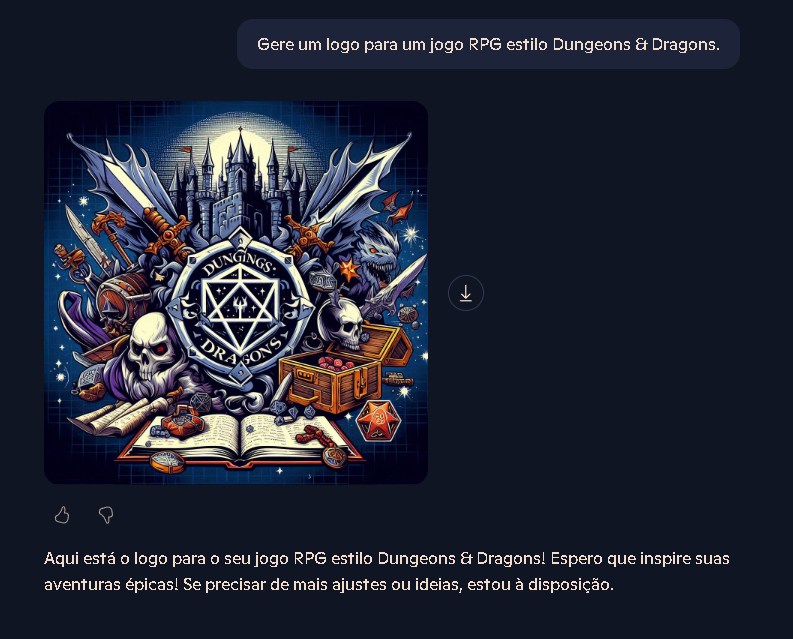 Gere um logo para um jogo RPG estilo Dungeons & Dragons.
DUNGINGS
DRAGONS
Aqui está o logo para o seu jogo RPG estilo Dungeons & Dragons! Espero que inspire suas
aventuras épicas! Se precisar de mais ajustes ou ideias, estou à disposição.